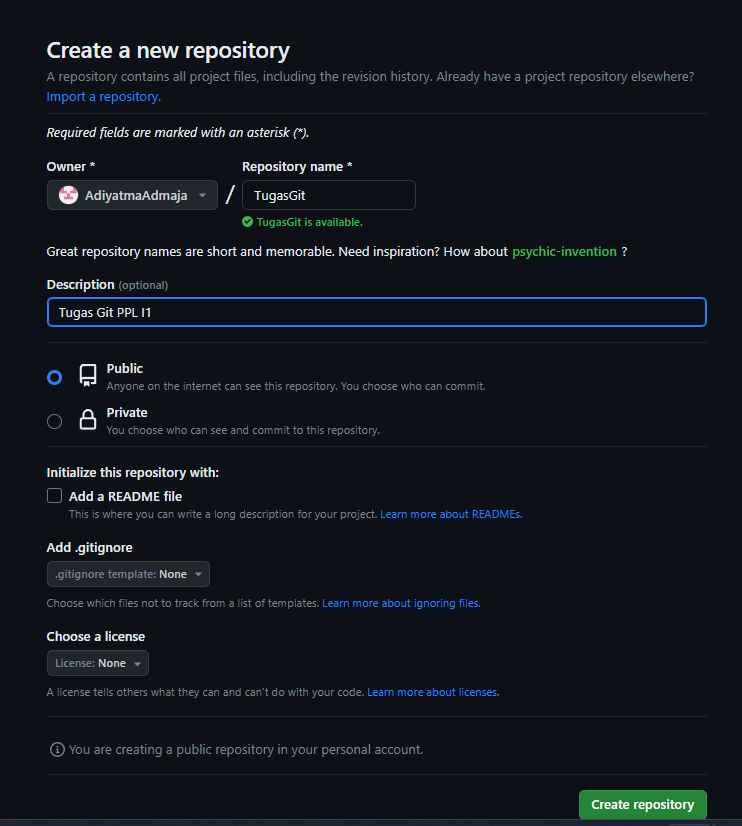 Create a new repository
A repository contains all project files, including the revision history. Already have a project repository elsewhere?
Import a repository.
Required fields are marked with an asterisk (*).
Owner * Repository name *
AdiyatmaAdmaja / TugasGit
TugasGit is available.
Great repository names are short and memorable. Need inspiration? How about psychic-invention ?
Description (optional)
Tugas Git PPL I1
Public
Anyone on the internet can see this repository. You choose who can commit.
Private
You choose who can see and commit to this repository.
Initialize this repository with:
Add a README file
This is where you can write a long description for your project. Learn more about READMEs.
Add .gitignore
.gitignore template: None
Choose which files not to track from a list of templates. Learn more about ignoring files.
Choose a license
License: None
A license tells others what they can and can't do with your code. Learn more about licenses.
You are creating a public repository in your personal account.
Create repository